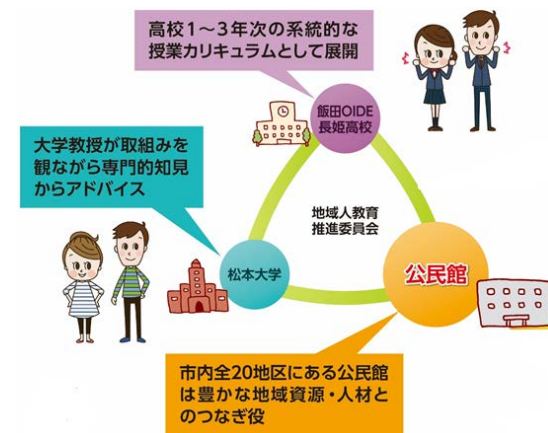 高校1〜3年次の系統的な
授業カリキュラムとして展開
飯田OIDE
長姫高校
大学教授が取組みを
観ながら専門的知見
からアドバイス
地域人教育
推進委員会
松本大学
公民館
市内全20地区にある公民館
は豊かな地域資源・人材と
のつなぎ役